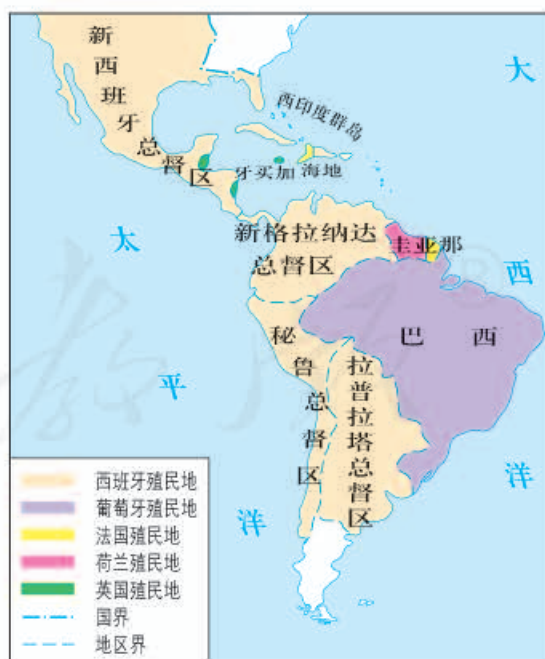 新西班牙总督区
大
西印度群岛
牙买加
海地
太
新格拉纳达
总督区
圭亚那
西
巴西
秘鲁总督区
拉普拉塔总督区
平
洋
洋
西班牙殖民地
葡萄牙殖民地
法国殖民地
荷兰殖民地
英国殖民地
国界
地区界